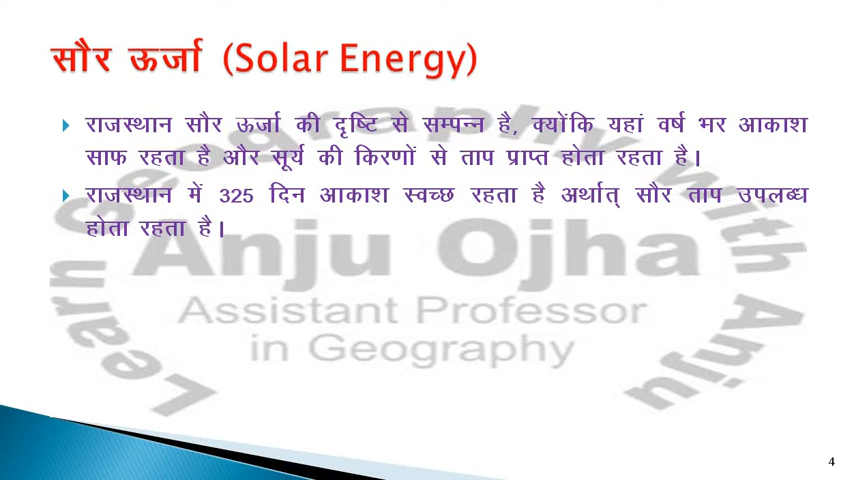 सौर ऊर्जा (Solar Energy)
राजस्थान सौर ऊर्जा की दृष्टि से सम्पन्न है, क्योंकि यहां वर्ष भर आकाश
साफ रहता है और सूर्य की किरणों से ताप प्राप्त होता रहता है।
राजस्थान में 325 दिन आकाश स्वच्छ रहता है अर्थात् सौर ताप उपलब्ध
होता रहता है।
Learn Geography with Anju
Anju Ojha
Assistant Professor
in Geography
4